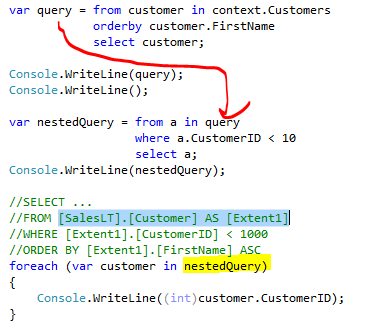 var query = from customer in context.Customers
orderby customer.FirstName
select customer;
Console.WriteLine(query);
Console.WriteLine();
var nestedQuery = from a in query
where a.CustomerID < 10
select a;
Console.WriteLine(nestedQuery);
//SELECT ...
//FROM [SalesLT].[Customer] AS [Extent1]
//WHERE [Extent1].[CustomerID] < 1000
//ORDER BY [Extent1].[FirstName] ASC
foreach (var customer in nestedQuery)
{
Console.WriteLine((int)customer.CustomerID);
}